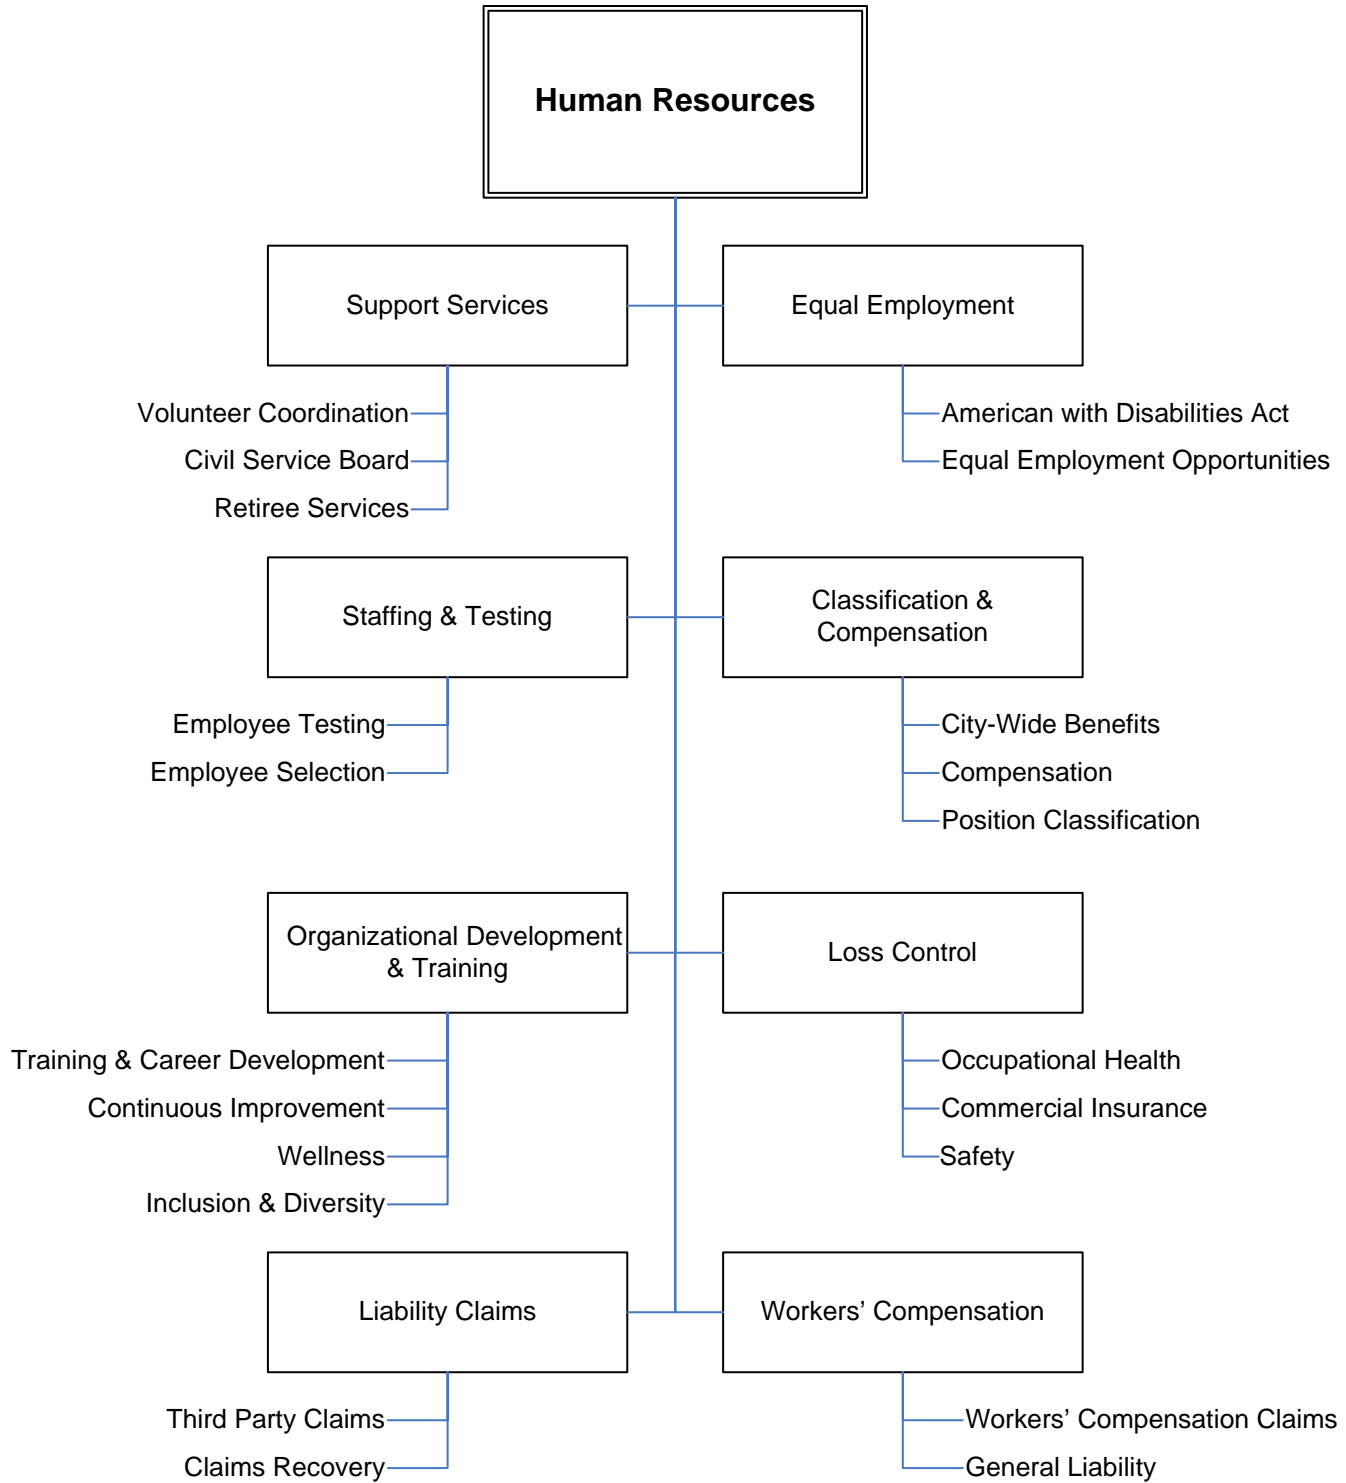 Human Resources
Support Services
Volunteer Coordination
Civil Service Board
Retiree Services
Equal Employment
American with Disabilities Act
Equal Employment Opportunities
Staffing & Testing
Employee Testing
Employee Selection
Classification &
Compensation
City-Wide Benefits
Compensation
Position Classification
Organizational Development
& Training
Training & Career Development
Continuous Improvement
Wellness
Inclusion & Diversity
Loss Control
Occupational Health
Commercial Insurance
Safety
Liability Claims
Third Party Claims
Claims Recovery
Workers’ Compensation
Workers’ Compensation Claims
General Liability